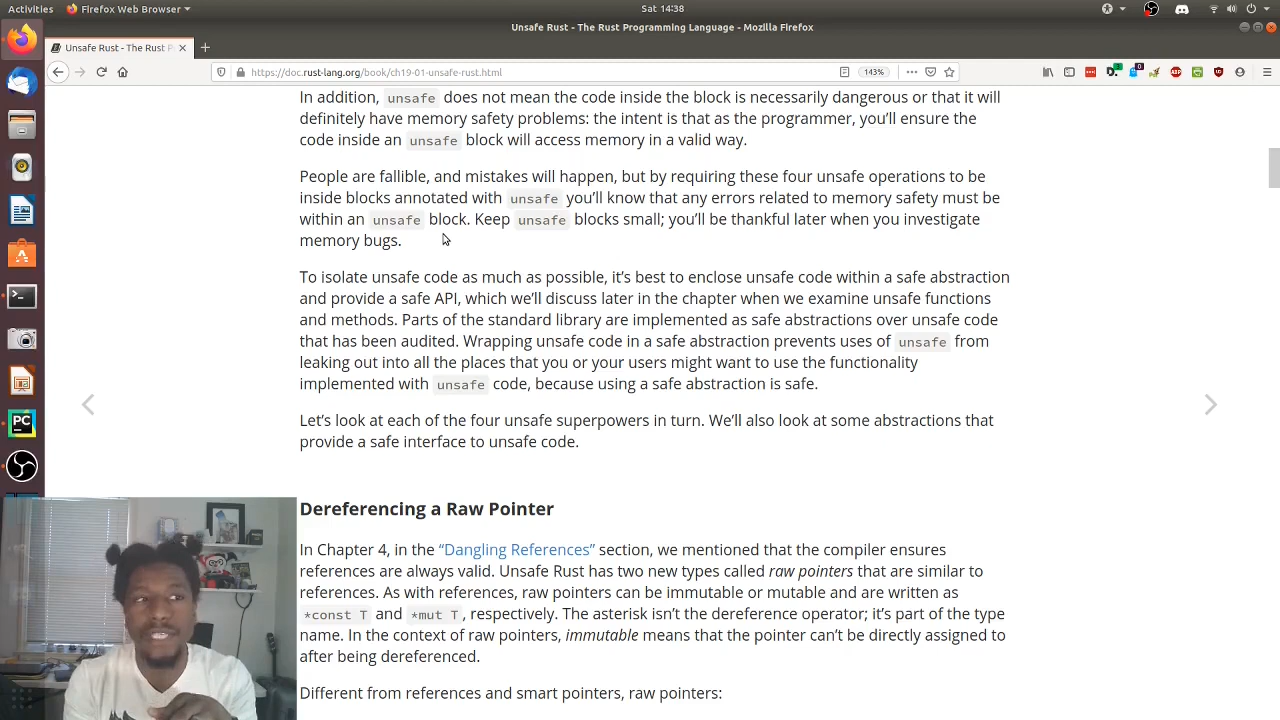 Activities
Firefox Web Browser
Sat 14:38
Unsafe Rust - The Rust Programming Language - Mozilla Firefox
Unsafe Rust - The Rust P
https://doc.rust-lang.org/book/ch19-01-unsafe-rust.html
143%
In addition, unsafe does not mean the code inside the block is necessarily dangerous or that it will
definitely have memory safety problems: the intent is that as the programmer, you’ll ensure the
code inside an unsafe block will access memory in a valid way.
People are fallible, and mistakes will happen, but by requiring these four unsafe operations to be
inside blocks annotated with unsafe you’ll know that any errors related to memory safety must be
within an unsafe block. Keep unsafe blocks small; you’ll be thankful later when you investigate
memory bugs.
To isolate unsafe code as much as possible, it’s best to enclose unsafe code within a safe abstraction
and provide a safe API, which we’ll discuss later in the chapter when we examine unsafe functions
and methods. Parts of the standard library are implemented as safe abstractions over unsafe code
that has been audited. Wrapping unsafe code in a safe abstraction prevents uses of unsafe from
leaking out into all the places that you or your users might want to use the functionality
implemented with unsafe code, because using a safe abstraction is safe.
Let’s look at each of the four unsafe superpowers in turn. We’ll also look at some abstractions that
provide a safe interface to unsafe code.
Dereferencing a Raw Pointer
In Chapter 4, in the “Dangling References” section, we mentioned that the compiler ensures
references are always valid. Unsafe Rust has two new types called raw pointers that are similar to
references. As with references, raw pointers can be immutable or mutable and are written as
*const T and *mut T, respectively. The asterisk isn’t the dereference operator; it’s part of the type
name. In the context of raw pointers, immutable means that the pointer can’t be directly assigned to
after being dereferenced.
Different from references and smart pointers, raw pointers:
PC